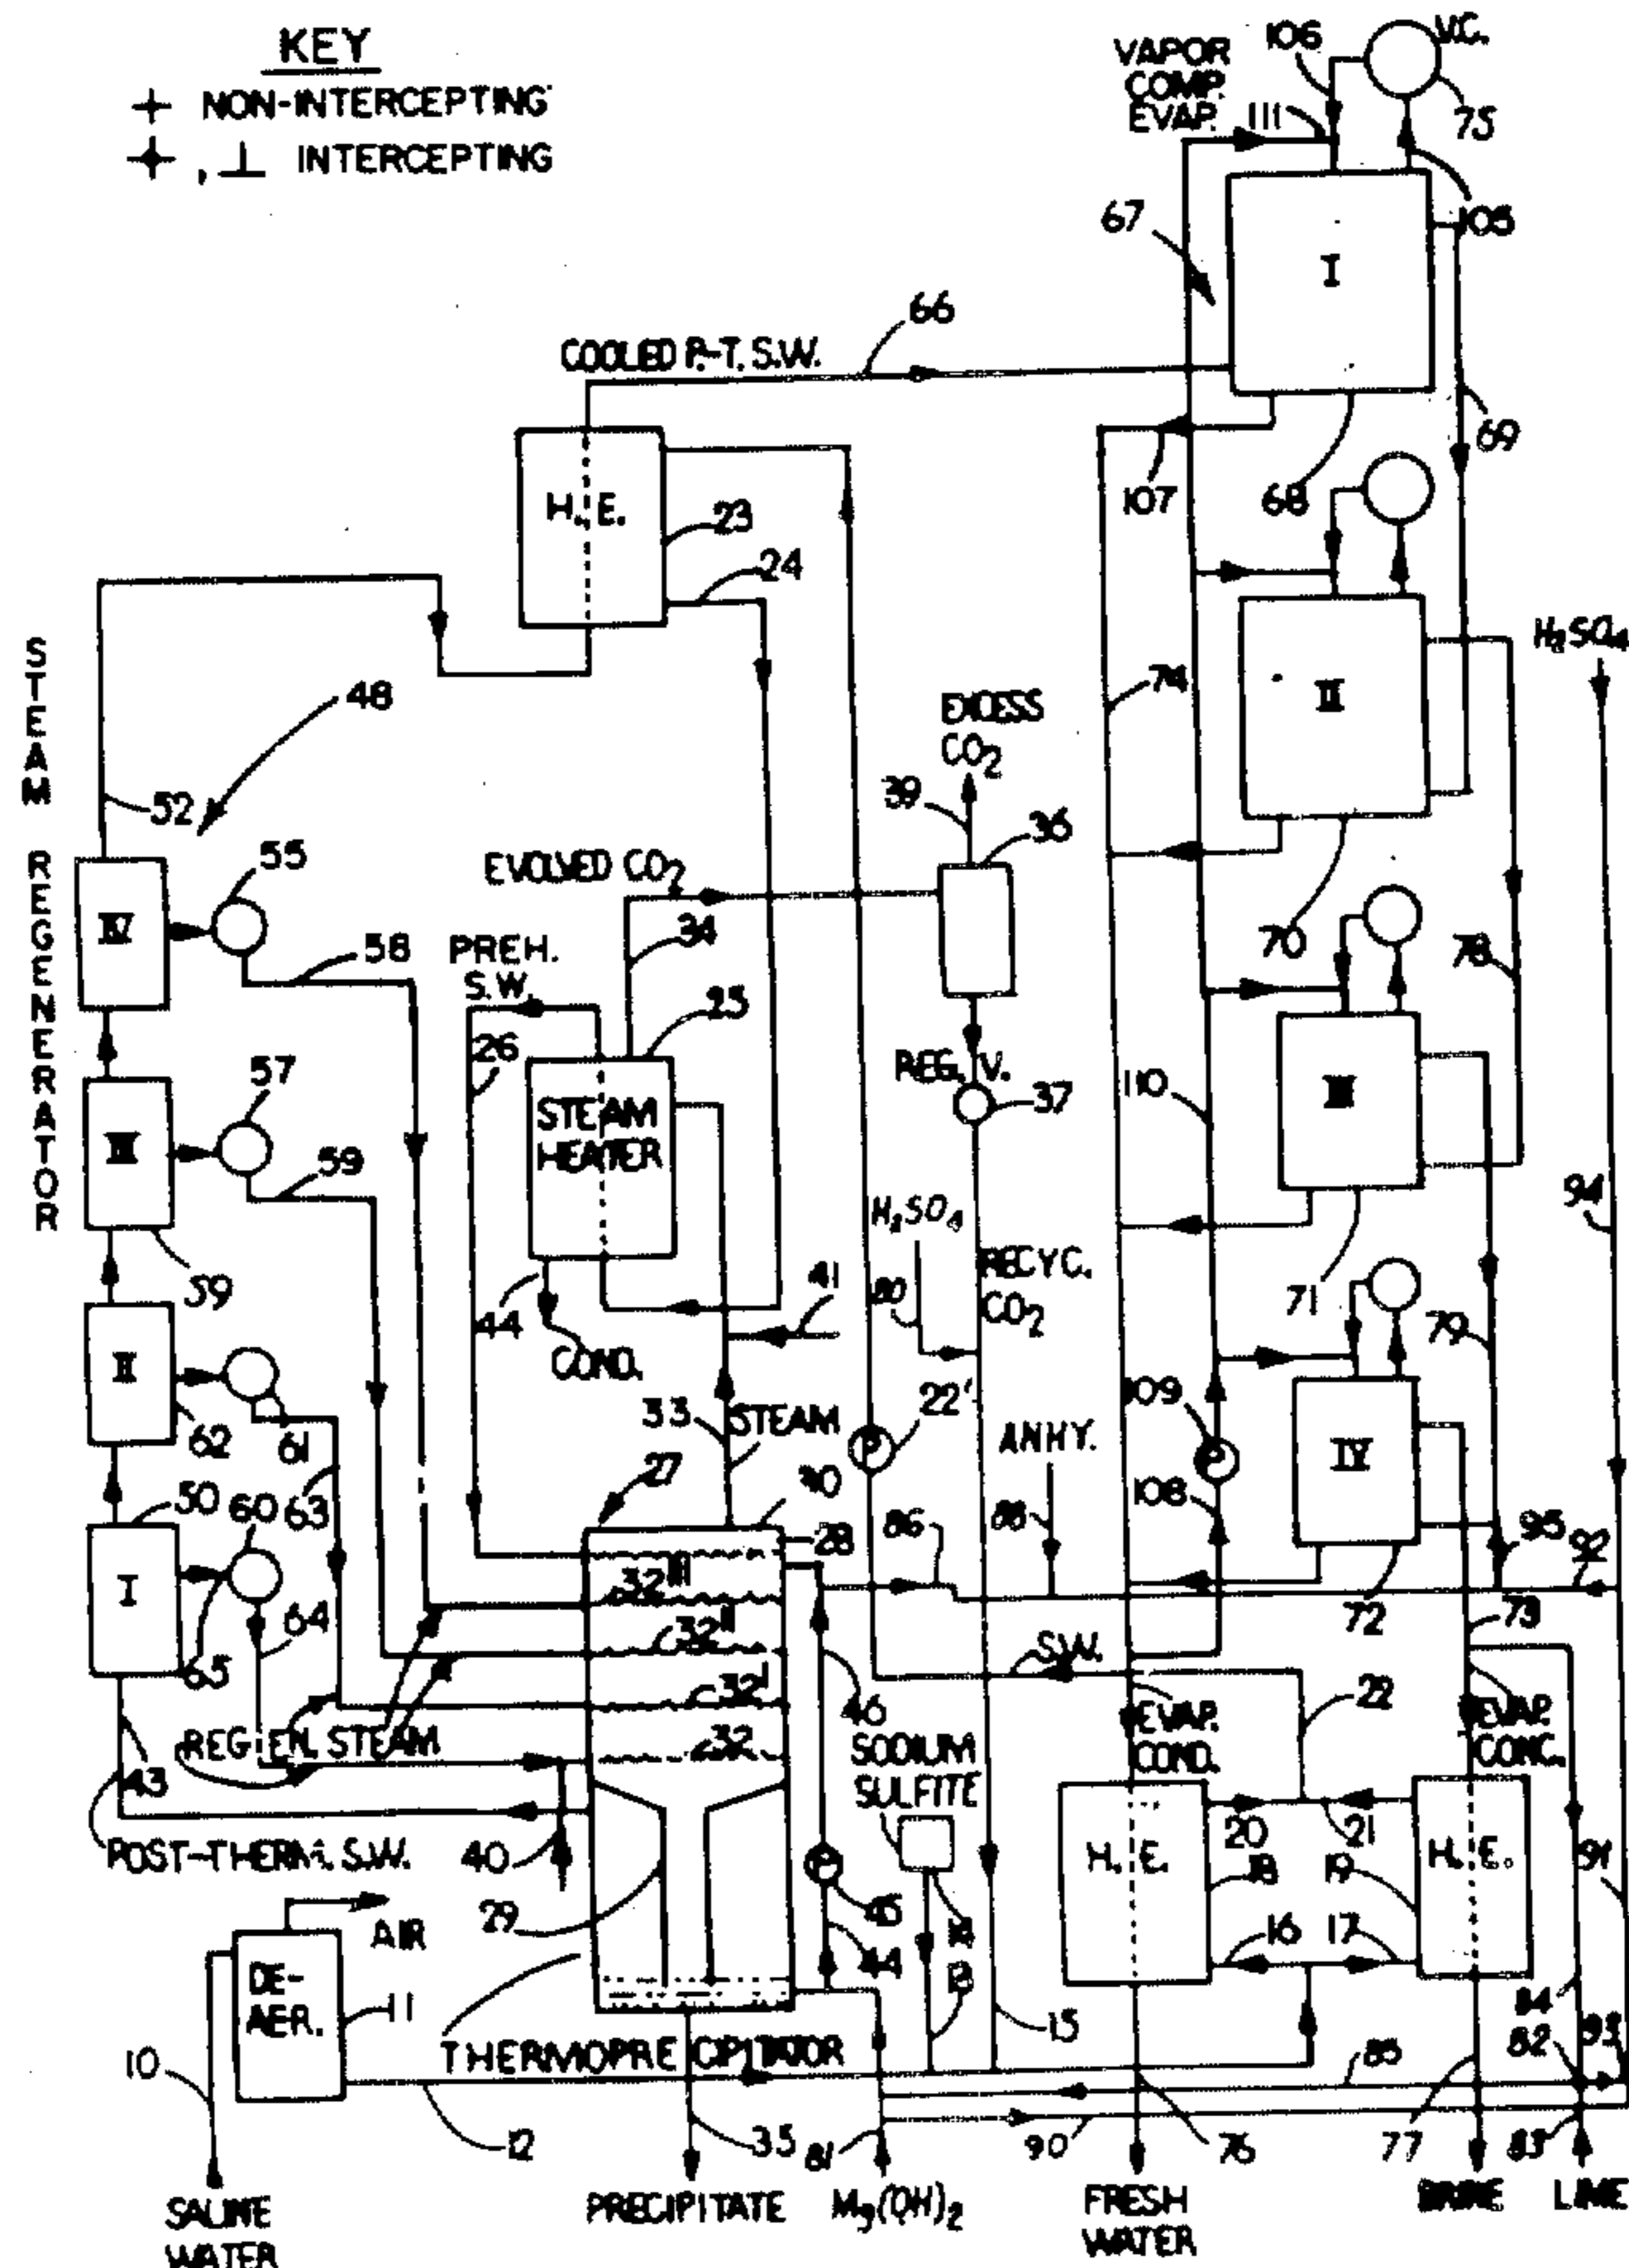 KEY
NON-INTERCEPTING
, INTERCEPTING
VAPOR
COMP.
EVAP.
106
V.C.
75
111
105
67
I
66
COOLED P.-T. S.W.
69
107
68
H. E.
23
24
STEAM REGENERATOR
48
52
74
II
H2SO4
EXCESS
CO2
39
36
55
EVOLVED CO2
IV
34
58
70
78
PREH.
S.W.
25
26
REG. V.
37
57
III
59
STEAM
HEATER
110
III
94
H2SO4
RECYC.
CO2
80
41
59
44
COND.
71
79
II
62
61
33
STEAM
22'
109
ANHY.
IV
27
40
108
50
60
63
28
86
88
95
92
I
32'''
72
73
64
65
32''
S.W.
32'
46
22
REGEN. STEAM
32
SODIUM
SULFITE
EVAP.
COND.
EVAP.
CONC.
43
20
21
POST-THERM. S.W.
40
H. E.
18
19
H. E.
91
29
45
14
AIR
44
13
16
17
DE-
AER.
11
84
15
THERMOPRECIPITATOR
82
93
10
85
12
35
81
90
76
77
83
SALINE
WATER
PRECIPITATE
Mg(OH)2
FRESH
WATER
BRINE
LIME